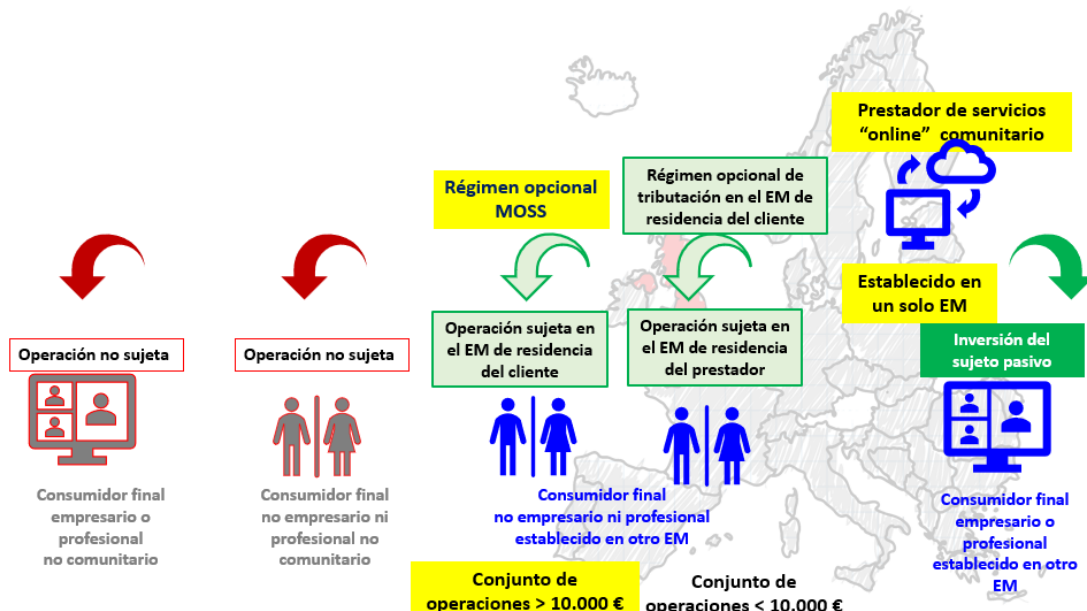 Prestador de servicios
“online” comunitario
Régimen opcional
MOSS
Régimen opcional de
tributación en el EM de
residencia del cliente
Establecido en
un solo EM
Operación no sujeta
Operación no sujeta
Operación sujeta en
el EM de residencia
del cliente
Operación sujeta en
el EM de residencia
del prestador
Inversión del
sujeto pasivo
Consumidor final
empresario o
profesional
no comunitario
Consumidor final
no empresario ni
profesional no
comunitario
Consumidor final
no empresario ni profesional
establecido en otro EM
Consumidor final
empresario o
profesional
establecido en otro
EM
Conjunto de
operaciones > 10.000 €
Conjunto de
operaciones < 10.000 €